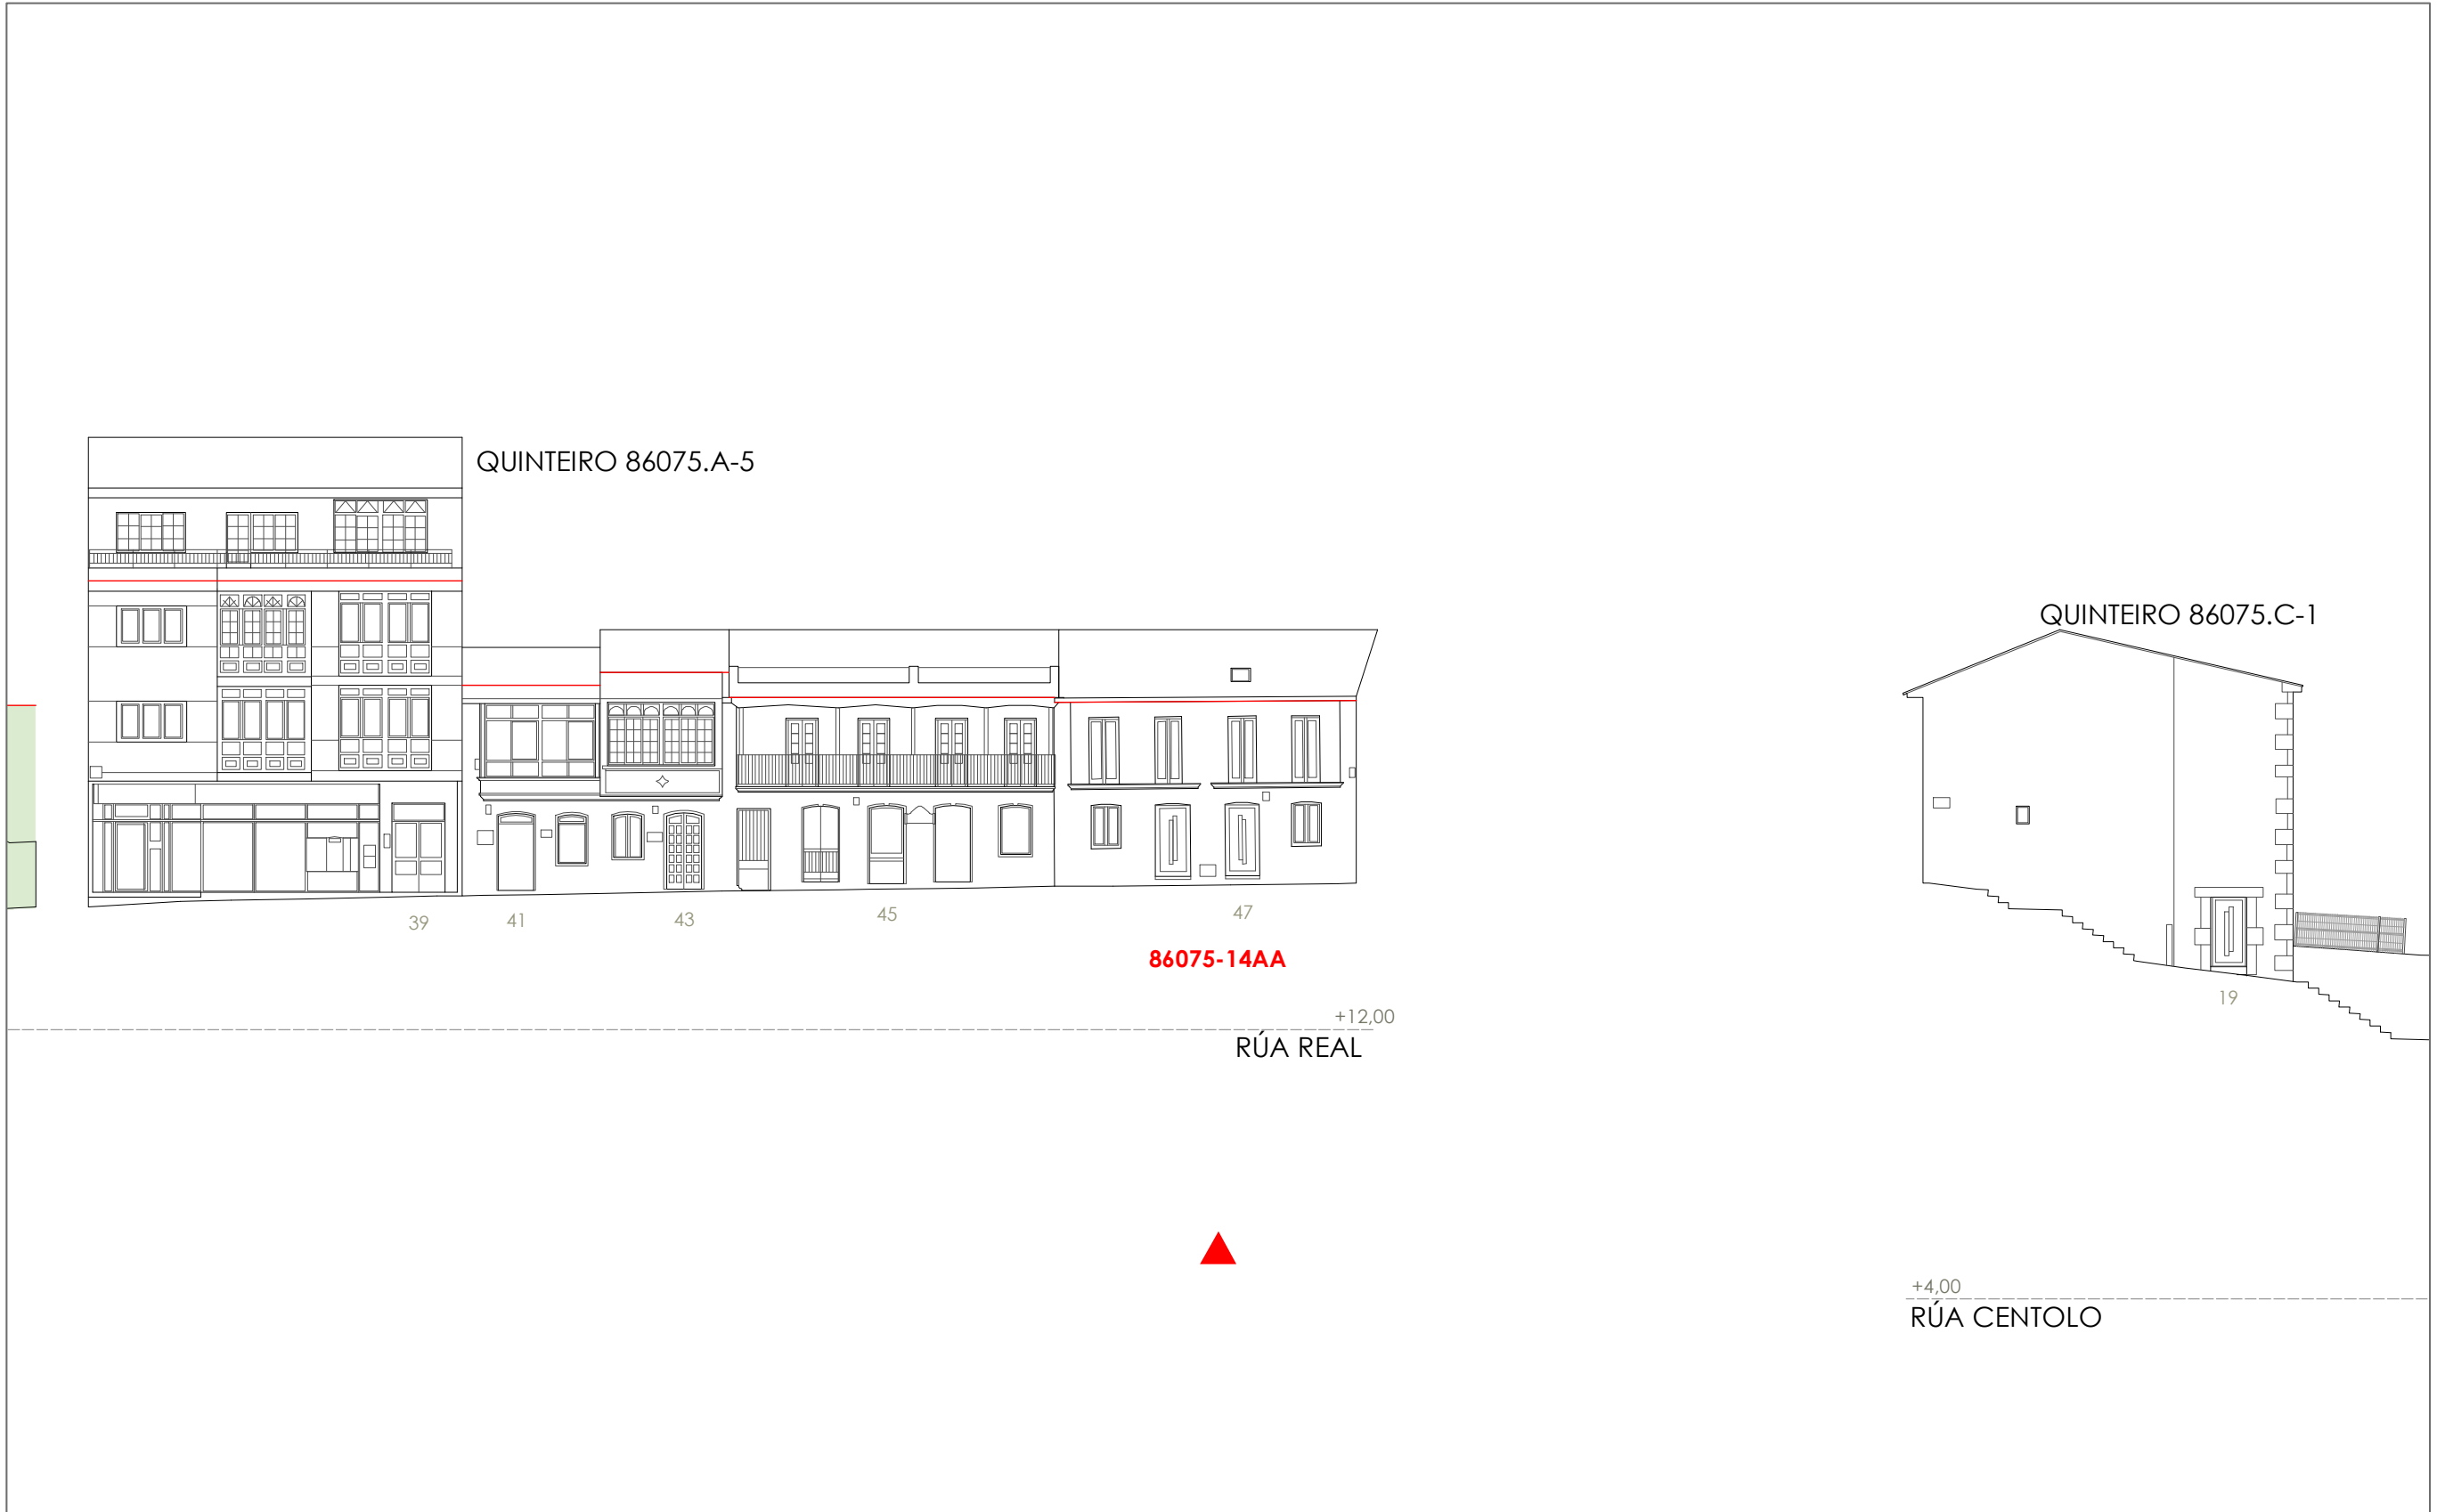 QUINTEIRO 86075.A-5
QUINTEIRO 86075.C-1
39
41
43
45
47
86075-14AA
19
+12,00
RÚA REAL
+4,00
RÚA CENTOLO